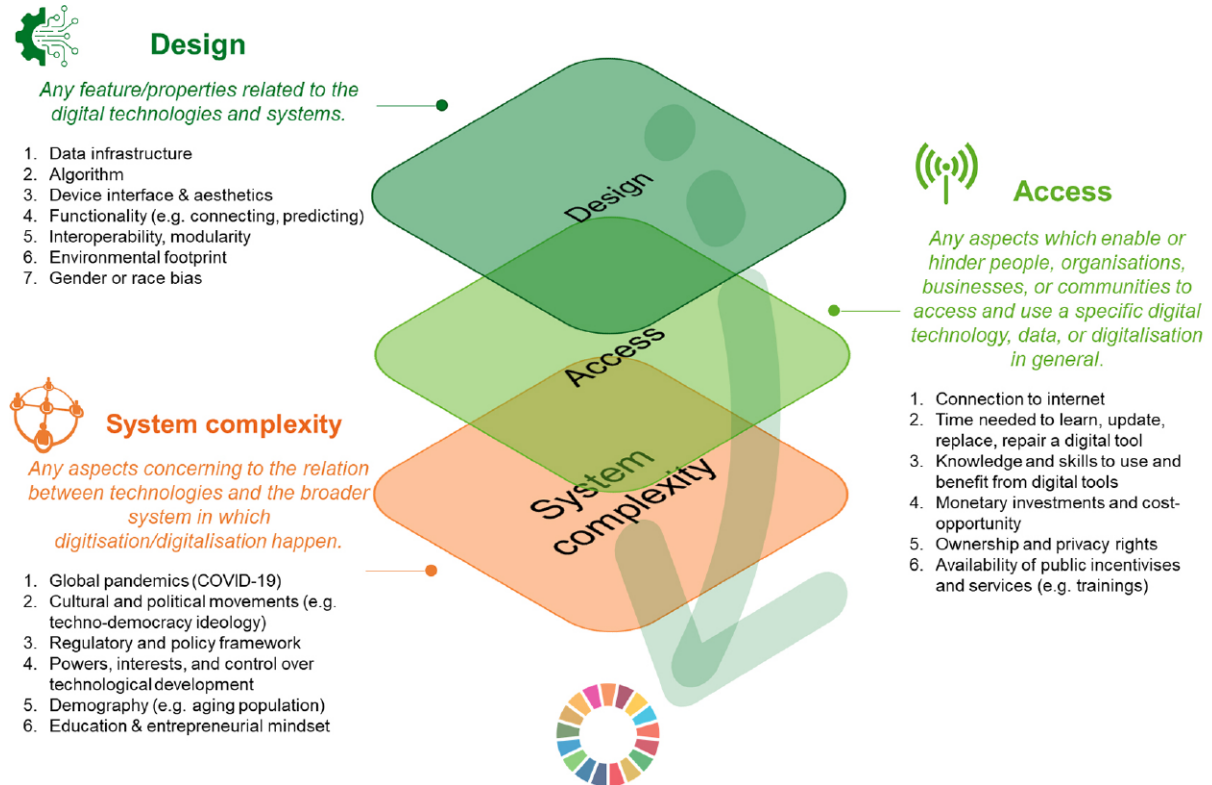 Design
Any feature/properties related to the
digital technologies and systems.
1. Data infrastructure
2. Algorithm
3. Device interface & aesthetics
4. Functionality (e.g. connecting, predicting)
5. Interoperability, modularity
6. Environmental footprint
7. Gender or race bias
System complexity
Any aspects concerning to the relation
between technologies and the broader
system in which
digitisation/digitalisation happen.
1. Global pandemics (COVID-19)
2. Cultural and political movements (e.g.
techno-democracy ideology)
3. Regulatory and policy framework
4. Powers, interests, and control over
technological development
5. Demography (e.g. aging population)
6. Education & entrepreneurial mindset
Design
Access
System
complexity
Access
Any aspects which enable or
hinder people, organisations,
businesses, or communities to
access and use a specific digital
technology, data, or digitalisation
in general.
1. Connection to internet
2. Time needed to learn, update,
replace, repair a digital tool
3. Knowledge and skills to use and
benefit from digital tools
4. Monetary investments and cost-
opportunity
5. Ownership and privacy rights
6. Availability of public incentivises
and services (e.g. trainings)